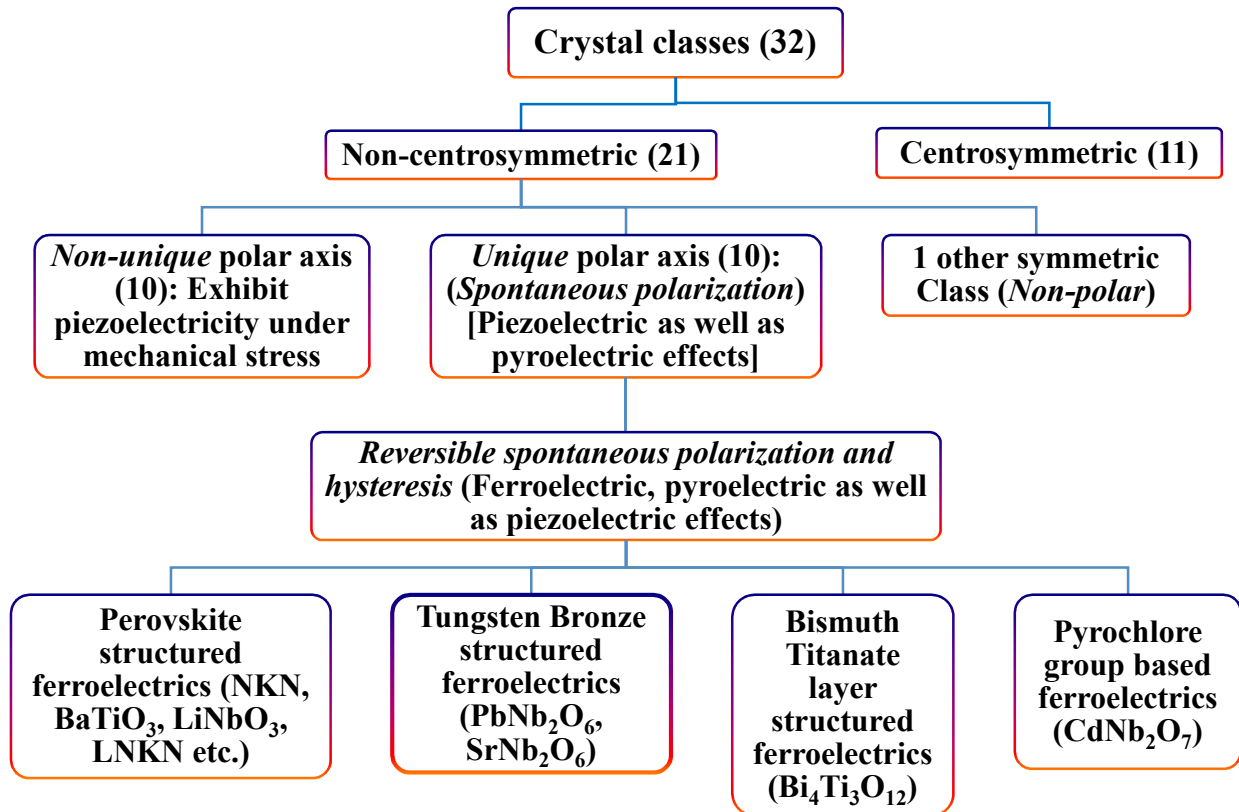 Crystal classes (32)
Non-centrosymmetric (21)
Centrosymmetric (11)
Non-unique polar axis
(10): Exhibit
piezoelectricity under
mechanical stress
Unique polar axis (10):
(Spontaneous polarization)
[Piezoelectric as well as
pyroelectric effects]
1 other symmetric
Class (Non-polar)
Reversible spontaneous polarization and
hysteresis (Ferroelectric, pyroelectric as well
as piezoelectric effects)
Perovskite
structured
ferroelectrics (NKN,
BaTiO₃, LiNbO₃,
LNKN etc.)
Tungsten Bronze
structured
ferroelectrics
(PbNb₂O₆,
SrNb₂O₆)
Bismuth
Titanate
layer
structured
ferroelectrics
(Bi₄Ti₃O₁₂)
Pyrochlore
group based
ferroelectrics
(CdNb₂O₇)